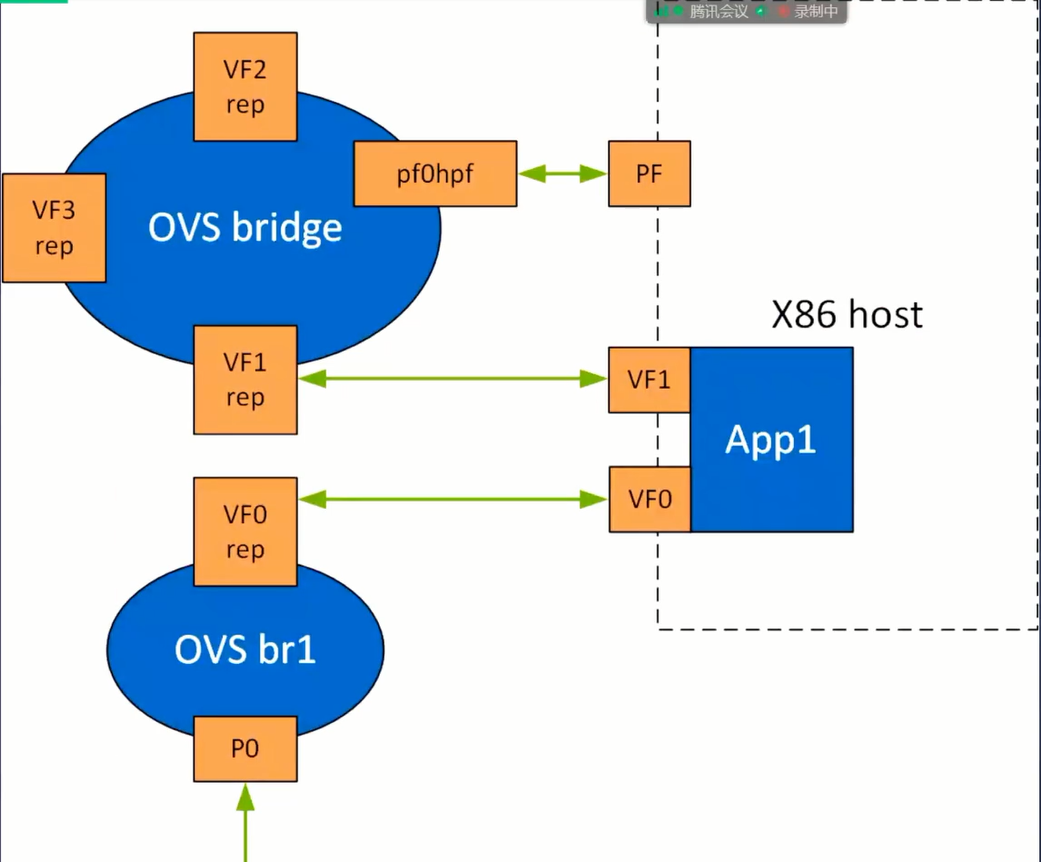 腾讯会议 录制中
VF2
rep
pf0hpf
PF
VF3
rep
OVS bridge
X86 host
VF1
rep
VF1
App1
VF0
rep
VF0
OVS br1
P0